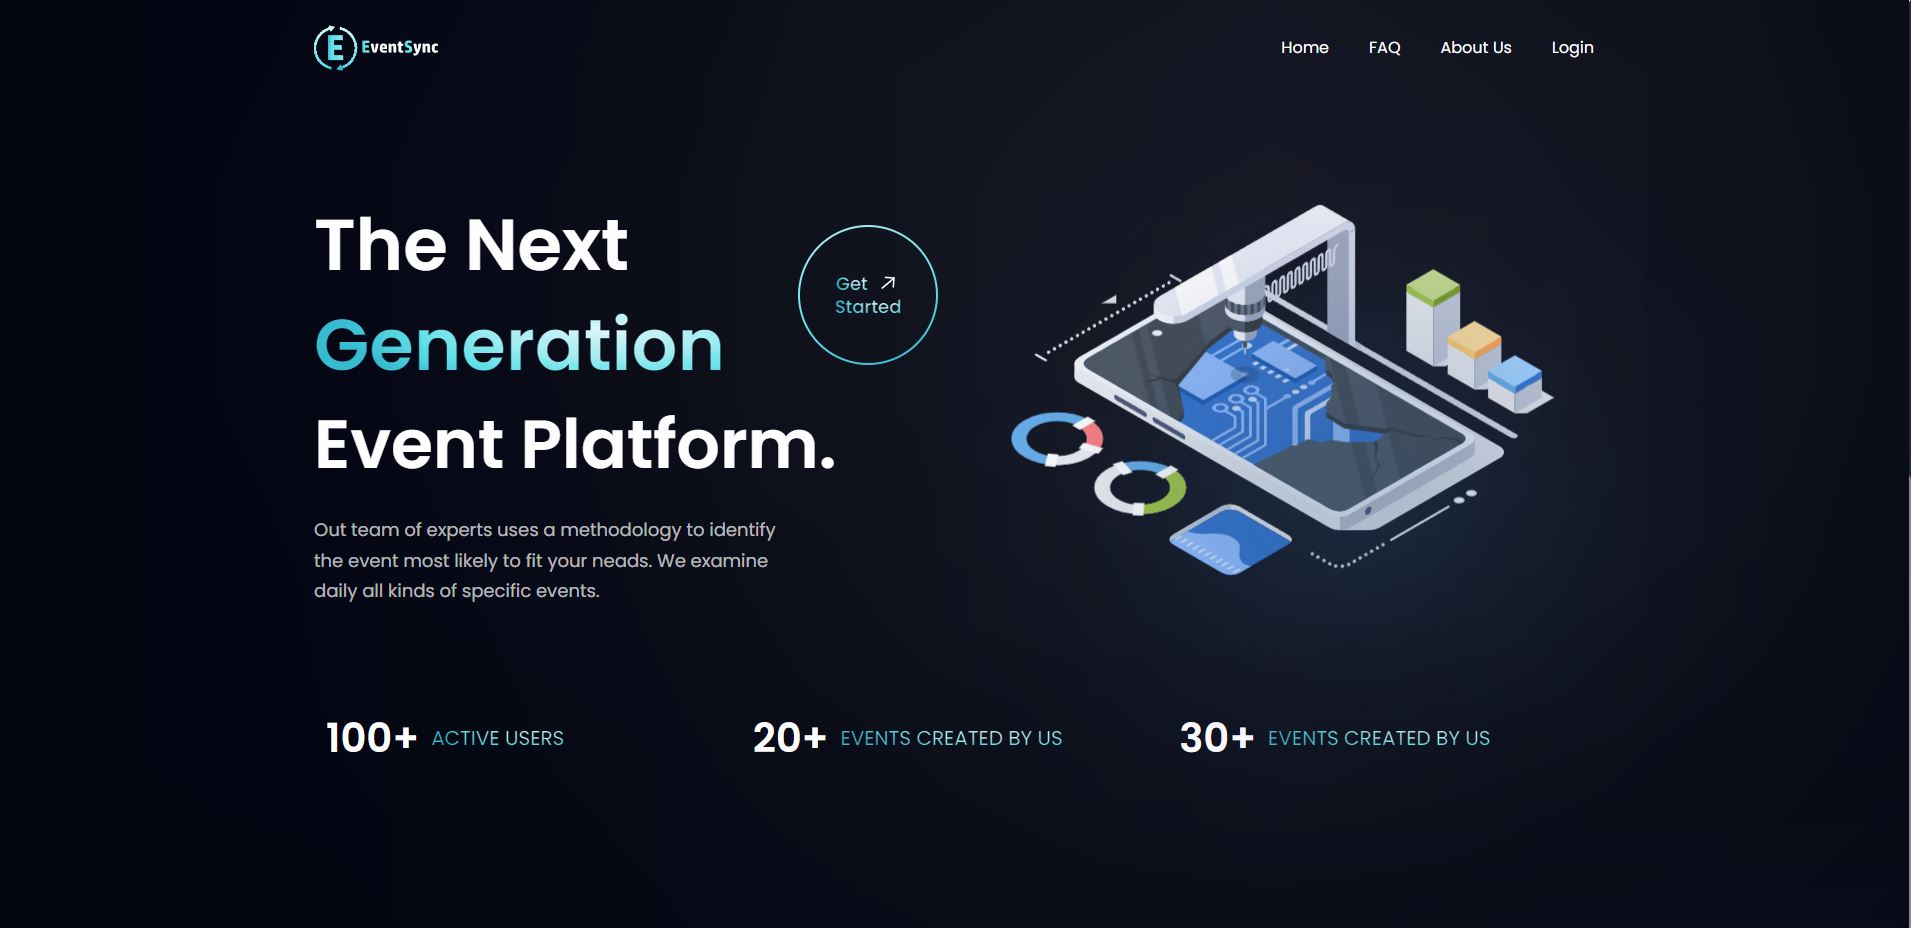 E EventSync
Home FAQ About Us Login
The Next
Generation
Event Platform.
Get
Started
Out team of experts uses a methodology to identify
the event most likely to fit your neads. We examine
daily all kinds of specific events.
100+ ACTIVE USERS
20+ EVENTS CREATED BY US
30+ EVENTS CREATED BY US